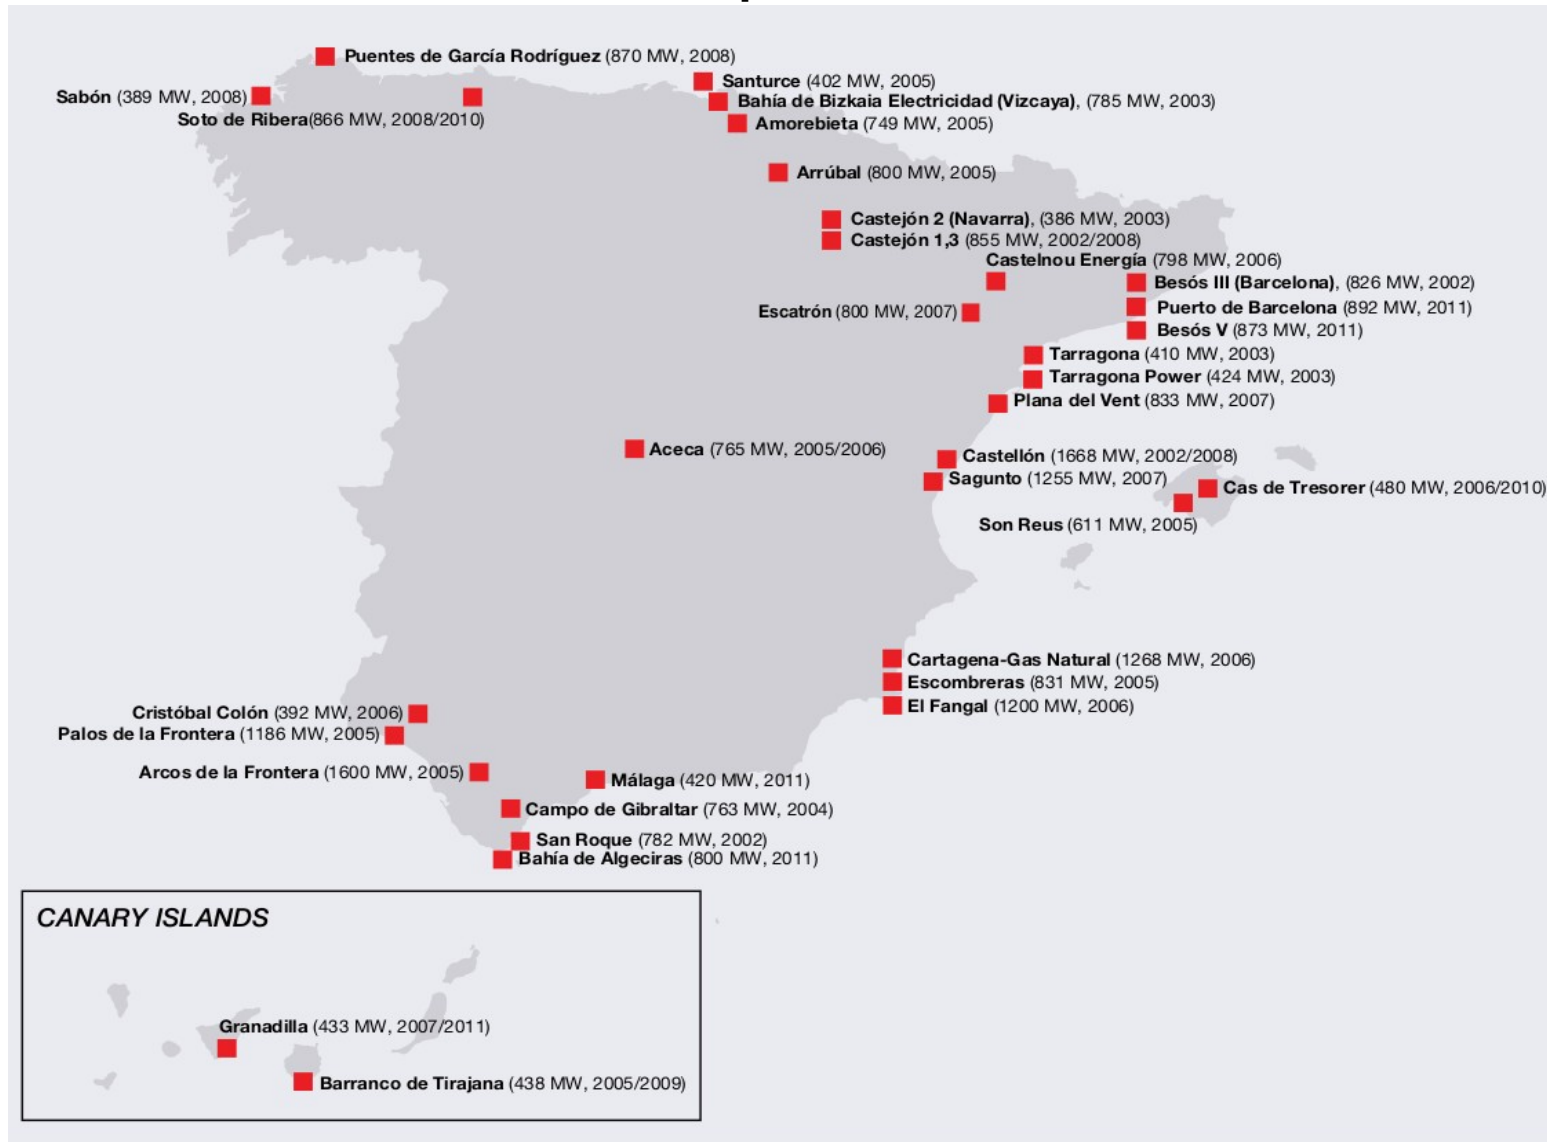 Puentes de García Rodríguez (870 MW, 2008)
Santurce (402 MW, 2005)
Sabón (389 MW, 2008)
Bahía de Bizkaia Electricidad (Vizcaya), (785 MW, 2003)
Soto de Ribera(866 MW, 2008/2010)
Amorebieta (749 MW, 2005)
Arrúbal (800 MW, 2005)
Castejón 2 (Navarra), (386 MW, 2003)
Castejón 1,3 (855 MW, 2002/2008)
Castelnou Energía (798 MW, 2006)
Besós III (Barcelona), (826 MW, 2002)
Escatrón (800 MW, 2007)
Puerto de Barcelona (892 MW, 2011)
Besós V (873 MW, 2011)
Tarragona (410 MW, 2003)
Tarragona Power (424 MW, 2003)
Plana del Vent (833 MW, 2007)
Aceca (765 MW, 2005/2006)
Castellón (1668 MW, 2002/2008)
Sagunto (1255 MW, 2007)
Cas de Tresorer (480 MW, 2006/2010)
Son Reus (611 MW, 2005)
Cartagena-Gas Natural (1268 MW, 2006)
Escombreras (831 MW, 2005)
El Fangal (1200 MW, 2006)
Cristóbal Colón (392 MW, 2006)
Palos de la Frontera (1186 MW, 2005)
Arcos de la Frontera (1600 MW, 2005)
Málaga (420 MW, 2011)
Campo de Gibraltar (763 MW, 2004)
San Roque (782 MW, 2002)
Bahía de Algeciras (800 MW, 2011)
CANARY ISLANDS
Granadilla (433 MW, 2007/2011)
Barranco de Tirajana (438 MW, 2005/2009)